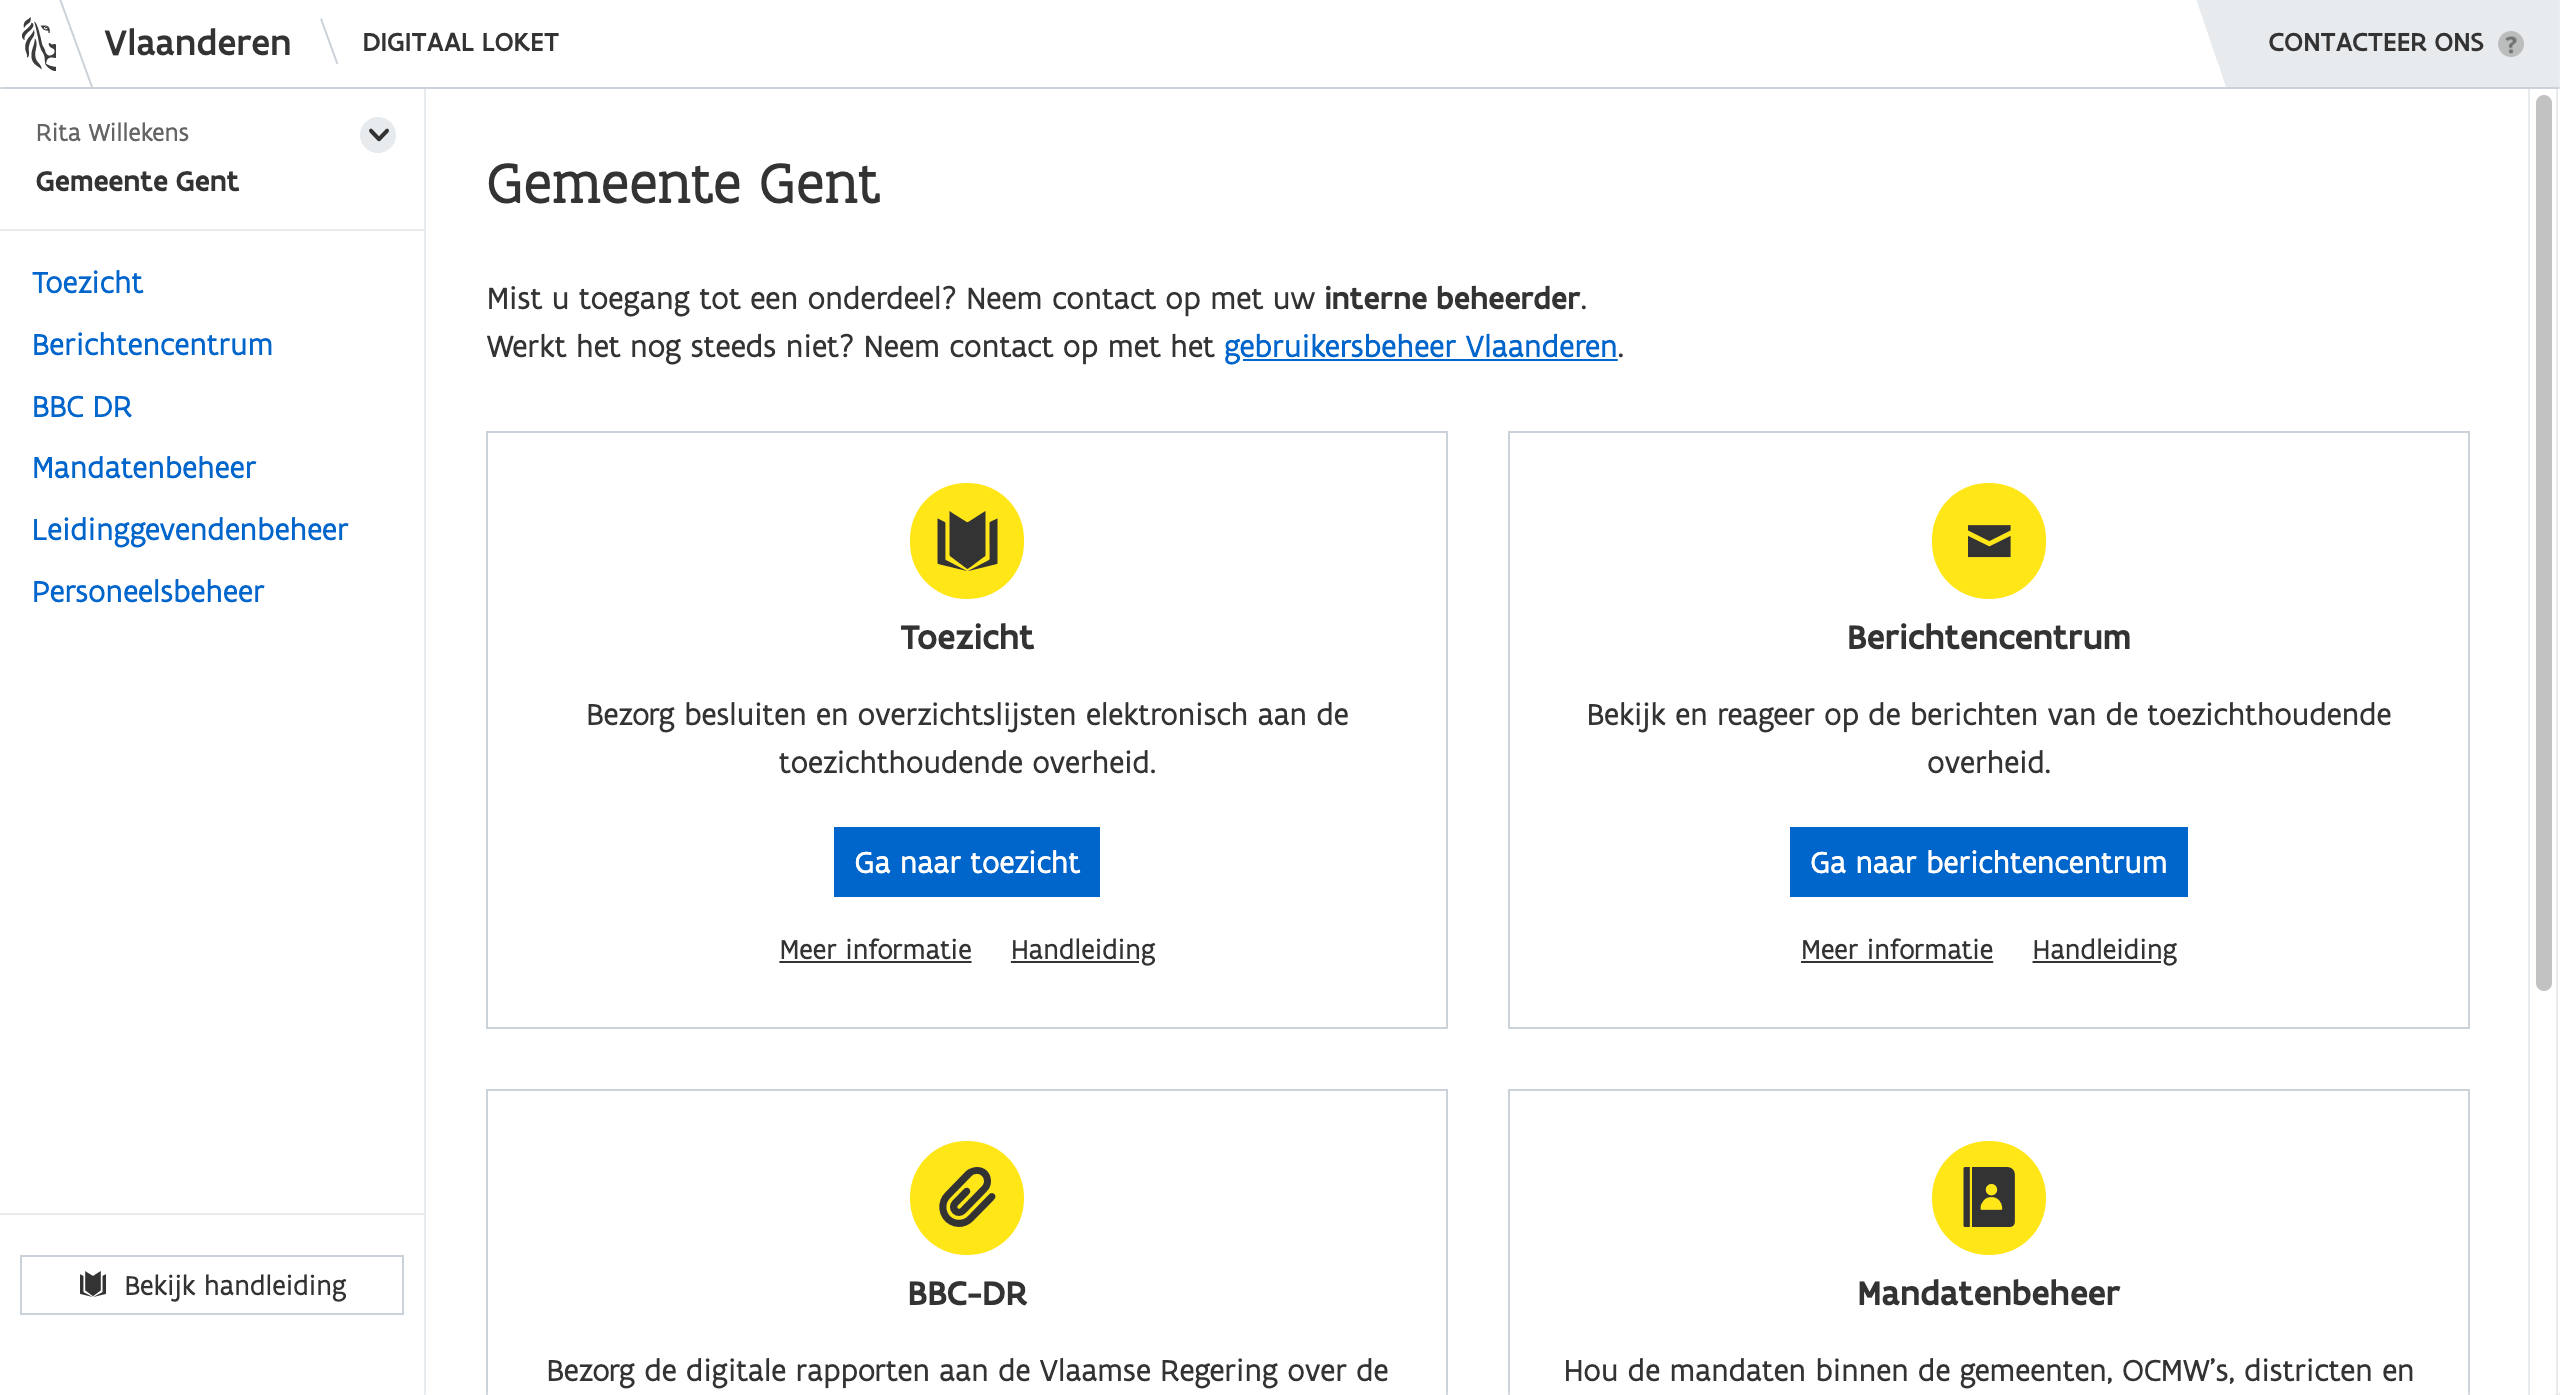 Vlaanderen
DIGITAAL LOKET
CONTACTEER ONS ?
Rita Willekens
Gemeente Gent
Toezicht
Berichtencentrum
BBC DR
Mandatenbeheer
Leidinggevendenbeheer
Personeelsbeheer
Bekijk handleiding
Gemeente Gent
Mist u toegang tot een onderdeel? Neem contact op met uw interne beheerder.
Werkt het nog steeds niet? Neem contact op met het gebruikersbeheer Vlaanderen.
Toezicht
Bezorg besluiten en overzichtslijsten elektronisch aan de
toezichthoudende overheid.
Ga naar toezicht
Meer informatie Handleiding
Berichtencentrum
Bekijk en reageer op de berichten van de toezichthoudende
overheid.
Ga naar berichtencentrum
Meer informatie Handleiding
BBC-DR
Bezorg de digitale rapporten aan de Vlaamse Regering over de
Mandatenbeheer
Hou de mandaten binnen de gemeenten, OCMW's, districten en